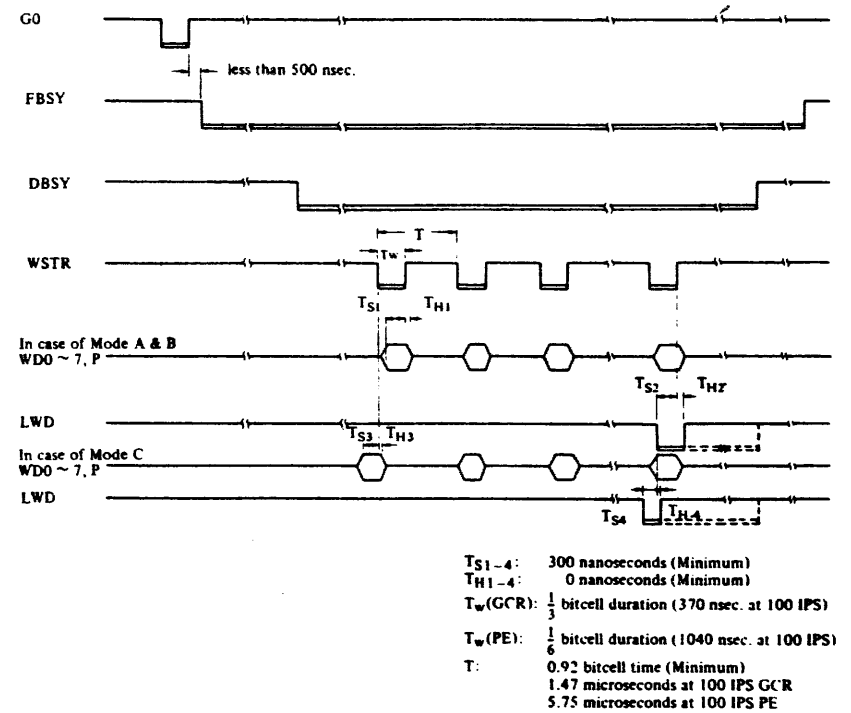 G0
less than 500 nsec.
FBSY
DBSY
T
Tw
WSTR
TS1 TH1
In case of Mode A & B
WD0 ~ 7, P
TS2 TH2
LWD
TS3 TH3
In case of Mode C
WD0 ~ 7, P
LWD
TS4 TH4
TS1-4: 300 nanoseconds (Minimum)
TH1-4: 0 nanoseconds (Minimum)
Tw(GCR): 1/3 bitcell duration (370 nsec. at 100 IPS)
Tw(PE): 1/6 bitcell duration (1040 nsec. at 100 IPS)
T: 0.92 bitcell time (Minimum)
1.47 microseconds at 100 IPS GCR
5.75 microseconds at 100 IPS PE